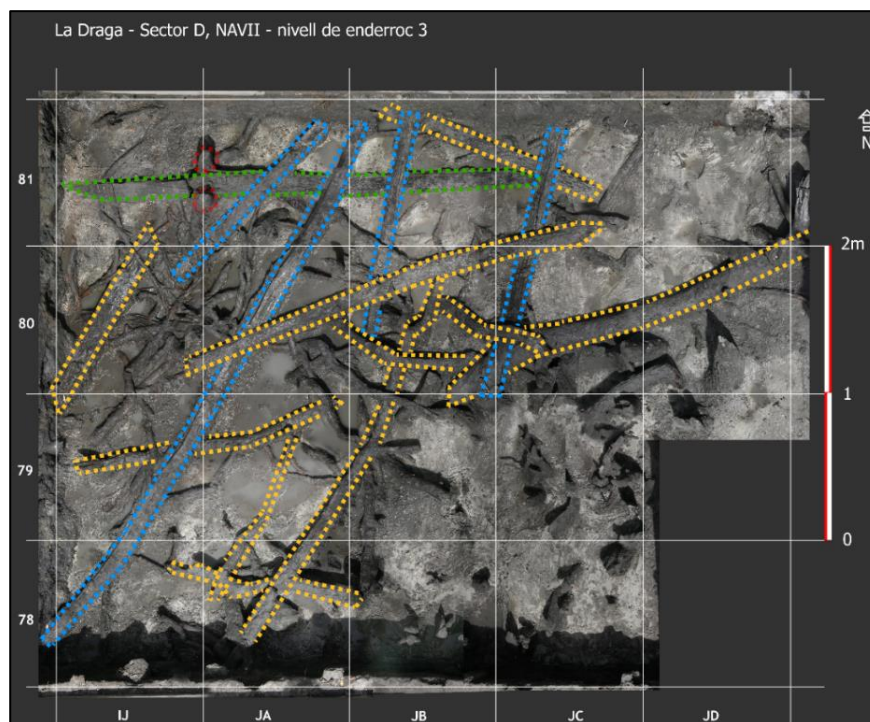 La Draga - Sector D, NAVII - nivell de enderroc 3
N
81
2m
80
1
79
0
78
IJ
JA
JB
JC
JD